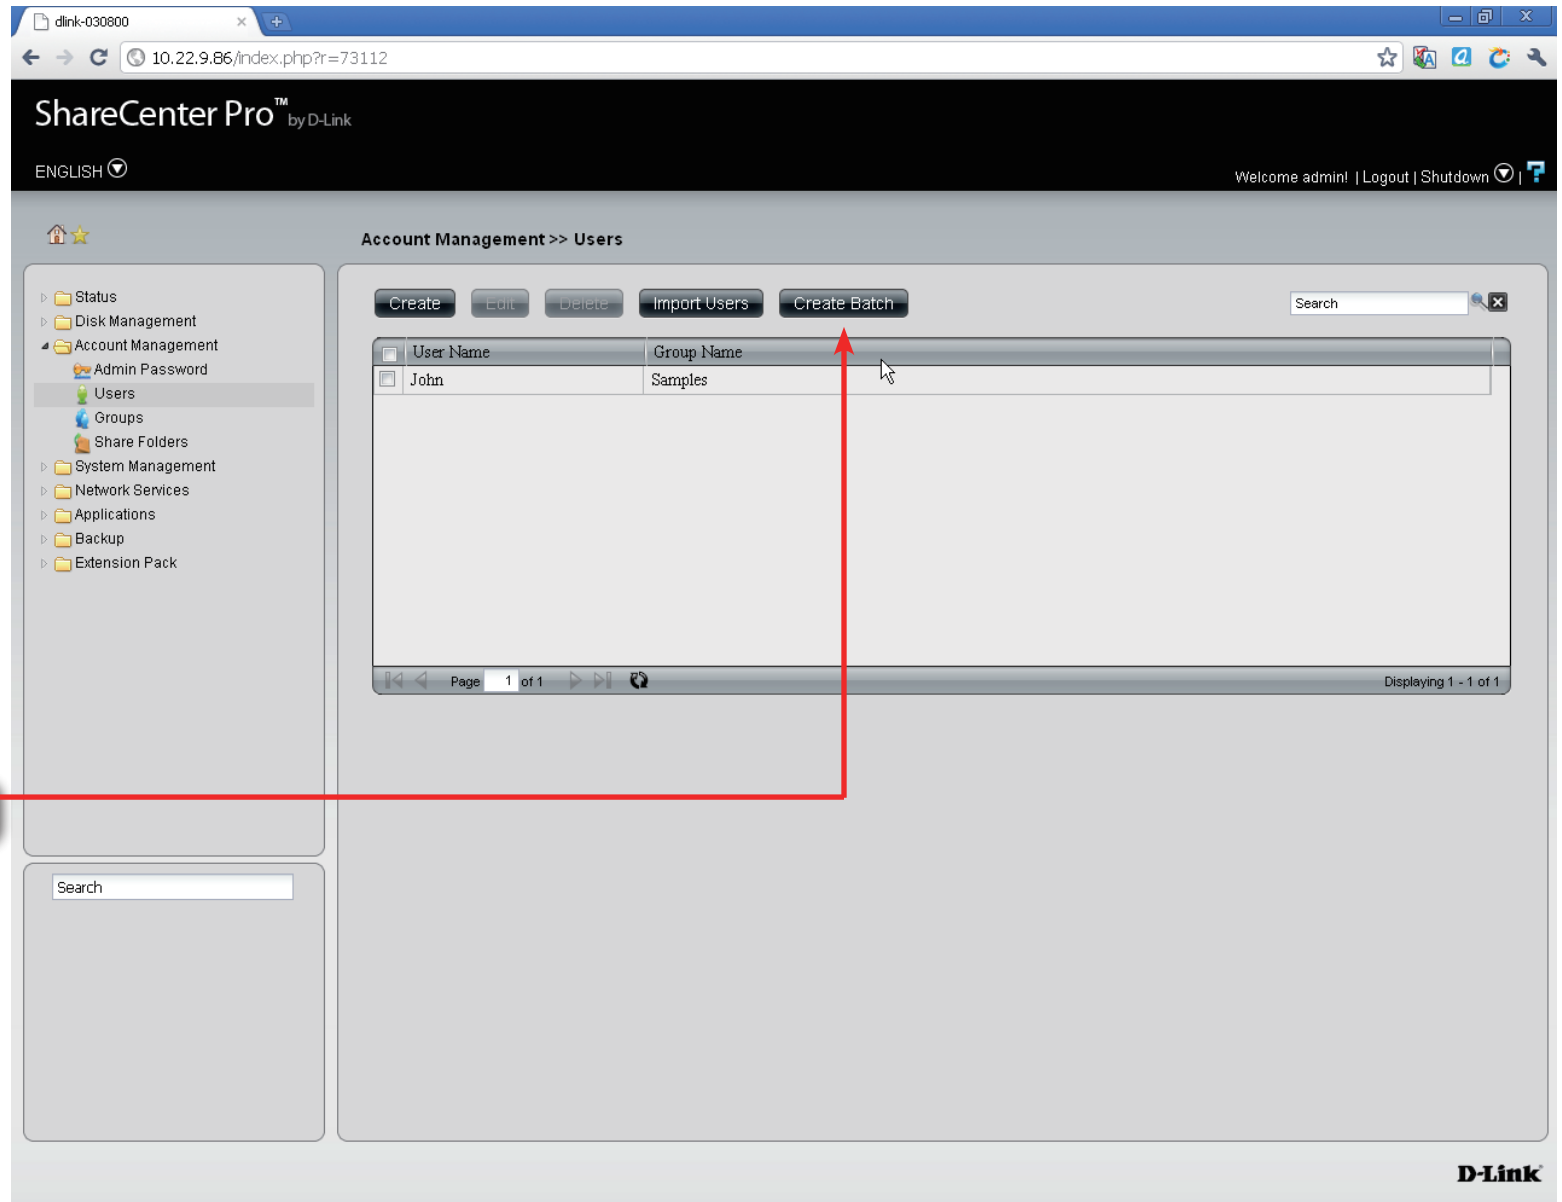 dlink-030800
10.22.9.86/index.php?r=73112
ShareCenter Pro™ by D-Link
ENGLISH
Welcome admin! | Logout | Shutdown | ?
Account Management >> Users
Status
Disk Management
Account Management
Admin Password
Users
Groups
Share Folders
System Management
Network Services
Applications
Backup
Extension Pack
Search
Create Edit Delete Import Users Create Batch Search
User Name Group Name
John Samples
Page 1 of 1 Displaying 1 - 1 of 1
D-Link